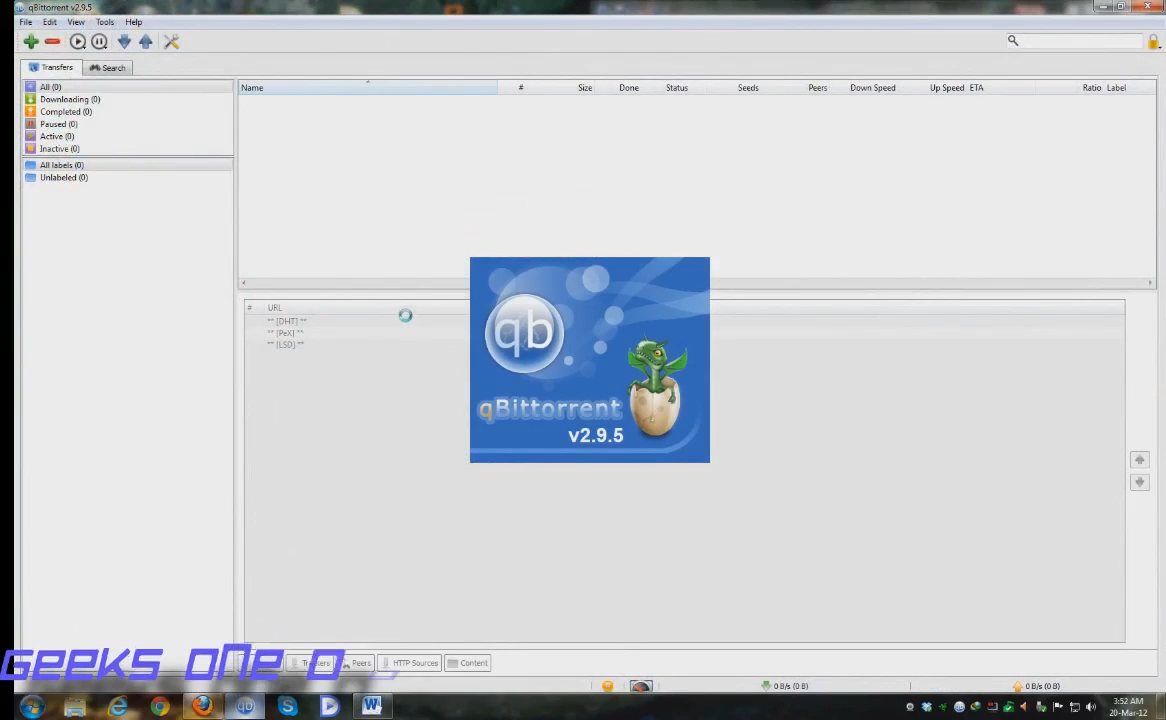 qBittorrent v2.9.5
File Edit View Tools Help
Transfers Search
All (0)
Downloading (0)
Completed (0)
Paused (0)
Active (0)
Inactive (0)
All labels (0)
Unlabeled (0)
Name # Size Done Status Seeds Peers Down Speed Up Speed ETA Ratio Label
# URL
** [DHT] **
** [PeX] **
** [LSD] **
qb
qBittorrent
v2.9.5
GEEKS ONE O
Trackers Peers HTTP Sources Content
0 B/s (0 B) 0 B/s (0 B)
qb
W
3:52 AM
20-Mar-12